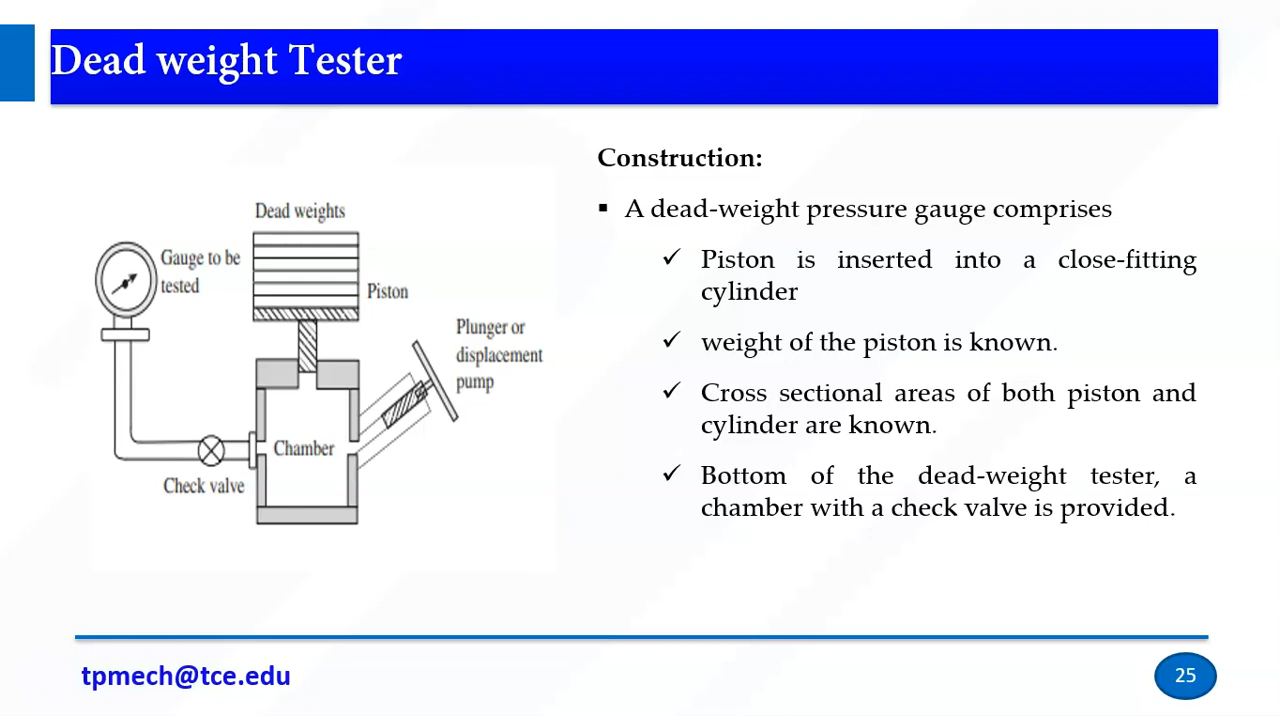 Dead weight Tester
Dead weights
Gauge to be
tested
Piston
Plunger or
displacement
pump
Chamber
Check valve
Construction:
▪ A dead-weight pressure gauge comprises
✓ Piston is inserted into a close-fitting
cylinder
✓ weight of the piston is known.
✓ Cross sectional areas of both piston and
cylinder are known.
✓ Bottom of the dead-weight tester, a
chamber with a check valve is provided.
tpmech@tce.edu
25